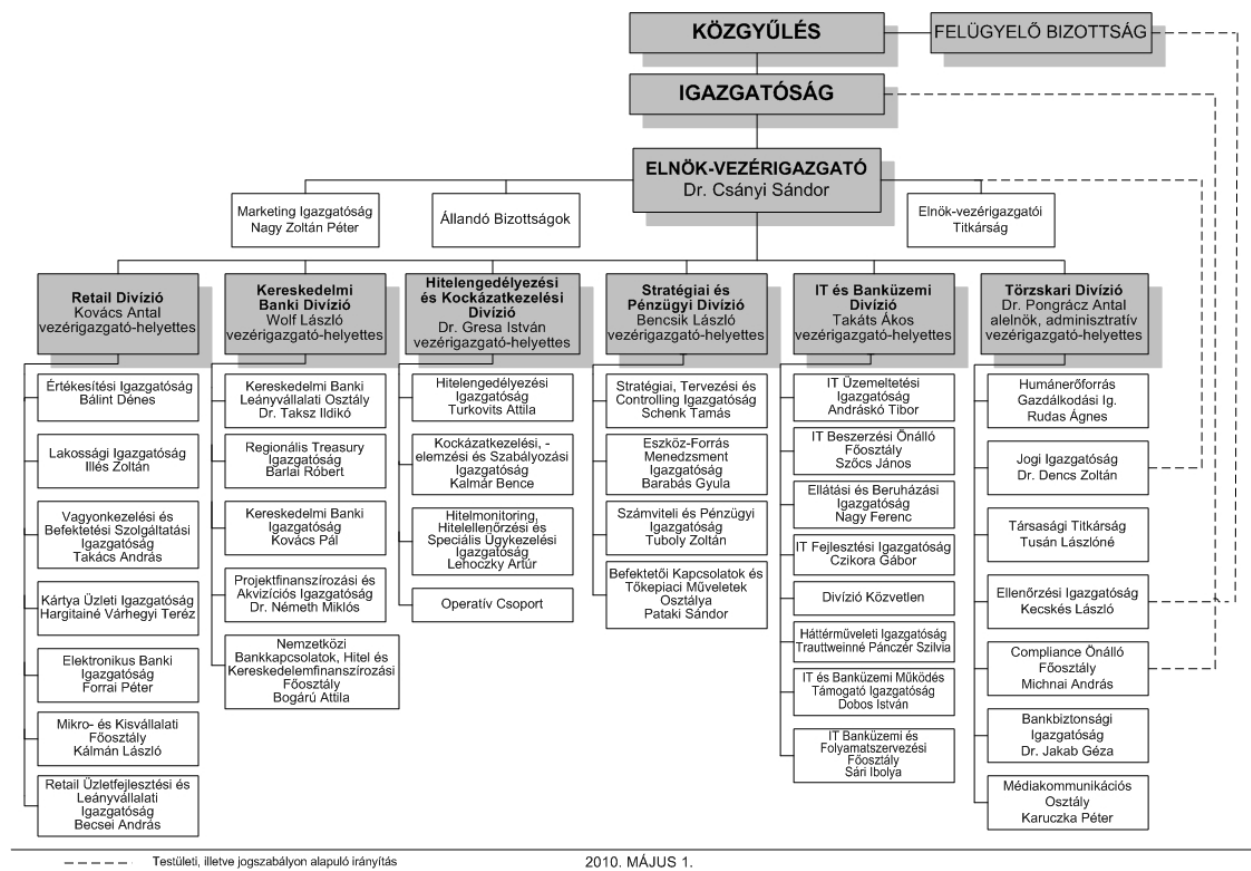 KÖZGYŰLÉS
FELÜGYELŐ BIZOTTSÁG
IGAZGATÓSÁG
ELNÖK-VEZÉRIGAZGATÓ
Dr. Csányi Sándor
Marketing Igazgatóság
Nagy Zoltán Péter
Állandó Bizottságok
Elnök-vezérigazgatói
Titkárság
Retail Divízió
Kovács Antal
vezérigazgató-helyettes
Értékesítési Igazgatóság
Bálint Dénes
Lakossági Igazgatóság
Illés Zoltán
Vagyonkezelési és
Befektetési Szolgáltatási
Igazgatóság
Takács András
Kártya Üzleti Igazgatóság
Hargitainé Várhegyi Teréz
Elektronikus Banki
Igazgatóság
Forrai Péter
Mikro- és Kisvállalati
Főosztály
Kálmán László
Retail Üzletfejlesztési és
Leányvállalati
Igazgatóság
Becsei András
Kereskedelmi
Banki Divízió
Wolf László
vezérigazgató-helyettes
Kereskedelmi Banki
Leányvállalati Osztály
Dr. Taksz Ildikó
Regionális Treasury
Igazgatóság
Barlai Róbert
Kereskedelmi Banki
Igazgatóság
Kovács Pál
Projektfinanszírozási és
Akvizíciós Igazgatóság
Dr. Németh Miklós
Nemzetközi
Bankkapcsolatok, Hitel és
Kereskedelemfinanszírozási
Főosztály
Bogárú Attila
Hitelengedélyezési
és Kockázatkezelési
Divízió
Dr. Gresa István
vezérigazgató-helyettes
Hitelengedélyezési
Igazgatóság
Turkovits Attila
Kockázatkezelési, -
elemzési és Szabályozási
Igazgatóság
Kalmár Bence
Hitelmonitoring,
Hitelellenőrzési és
Speciális Ügykezelési
Igazgatóság
Lehoczky Artúr
Operatív Csoport
Stratégiai és
Pénzügyi Divízió
Bencsik László
vezérigazgató-helyettes
Stratégiai, Tervezési és
Controlling Igazgatóság
Schenk Tamás
Eszköz-Forrás
Menedzsment
Igazgatóság
Barabás Gyula
Számviteli és Pénzügyi
Igazgatóság
Tuboly Zoltán
Befektetői Kapcsolatok és
Tőkepiaci Műveletek
Osztálya
Pataki Sándor
IT és Banküzemi
Divízió
Takáts Ákos
vezérigazgató-helyettes
IT Üzemeltetési
Igazgatóság
Andráskó Tibor
IT Beszerzési Önálló
Főosztály
Szőcs János
Ellátási és Beruházási
Igazgatóság
Nagy Ferenc
IT Fejlesztési Igazgatóság
Czikora Gábor
Divízió Közvetlen
Háttérműveleti Igazgatóság
Trauttweinné Pánczér Szilvia
IT és Banküzemi Működés
Támogató Igazgatóság
Dobos István
IT Banküzemi és
Folyamatszervezési
Főosztály
Sári Ibolya
Törzskari Divízió
Dr. Pongrácz Antal
alelnök, adminisztratív
vezérigazgató-helyettes
Humánerőforrás
Gazdálkodási Ig.
Rudas Ágnes
Jogi Igazgatóság
Dr. Dencs Zoltán
Társasági Titkárság
Tusán Lászlóné
Ellenőrzési Igazgatóság
Kecskés László
Compliance Önálló
Főosztály
Michnai András
Bankbiztonsági
Igazgatóság
Dr. Jakab Géza
Médiakommunikációs
Osztály
Karuczka Péter
Testületi, illetve jogszabályon alapuló irányítás
2010. MÁJUS 1.